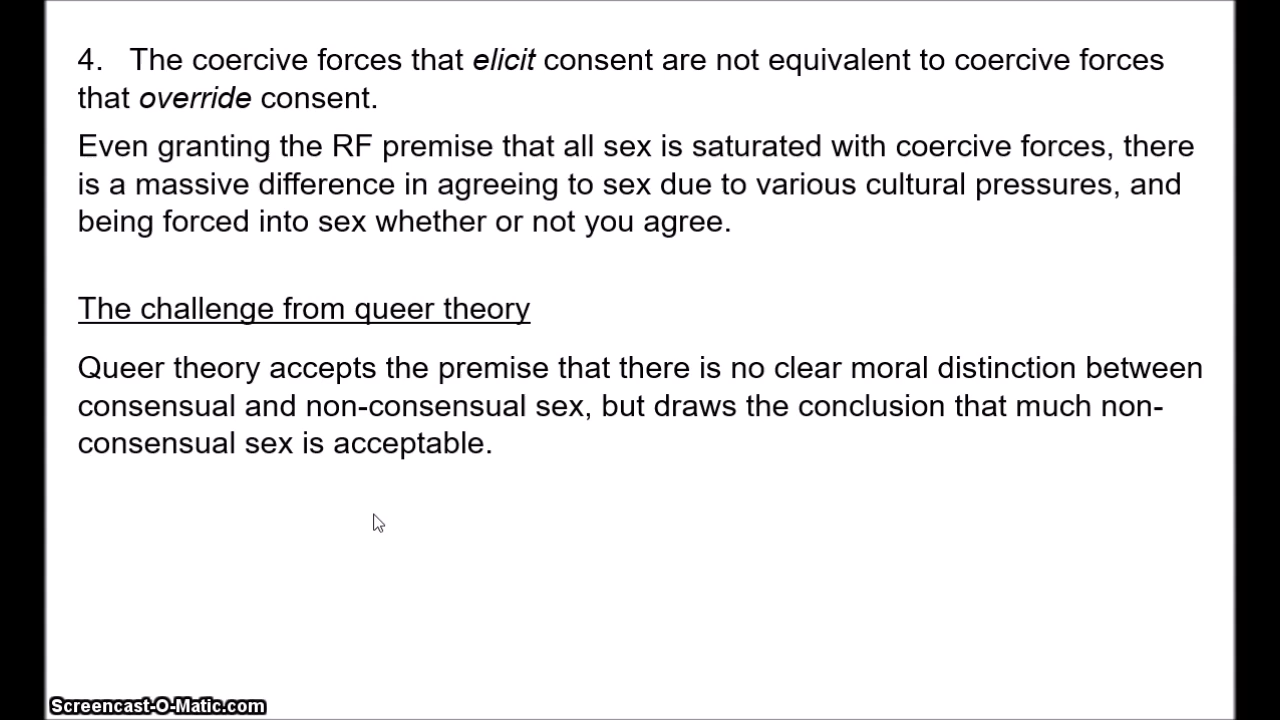 4. The coercive forces that elicit consent are not equivalent to coercive forces
that override consent.
Even granting the RF premise that all sex is saturated with coercive forces, there
is a massive difference in agreeing to sex due to various cultural pressures, and
being forced into sex whether or not you agree.
The challenge from queer theory
Queer theory accepts the premise that there is no clear moral distinction between
consensual and non-consensual sex, but draws the conclusion that much non-
consensual sex is acceptable.
Screencast-O-Matic.com